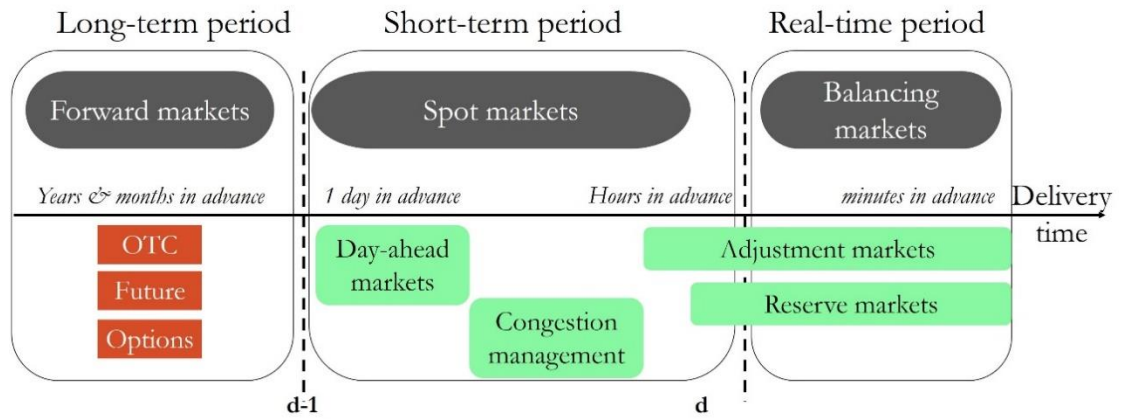 Long-term period
Short-term period
Real-time period
Forward markets
Spot markets
Balancing
markets
Years & months in advance
1 day in advance
Hours in advance
minutes in advance
Delivery
time
OTC
Future
Options
Day-ahead
markets
Congestion
management
Adjustment markets
Reserve markets
d-1
d